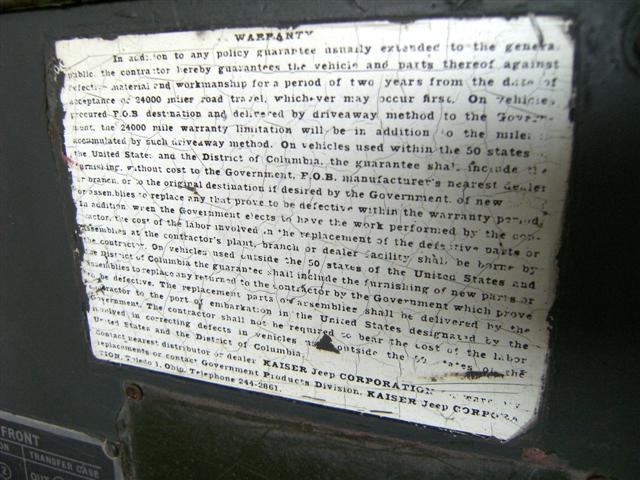 WARRANTY
In addition to any policy guarantee usually extended to the general
public, the contractor hereby guarantees the vehicle and parts thereof against
defective material and workmanship for a period of two years from the date of
acceptance or 24000 miles road travel, whichever may occur first. On vehicles
procured F.O.B destination and delivered by driveaway method to the Govern-
ment, the 24000 mile warranty limitation will be in addition to the miles
accumulated by such driveaway method. On vehicles used within the 50 states
the United States and the District of Columbia, the guarantee shall include the
furnishing, without cost to the Government, F.O.B. manufacturer's nearest dealer
or branch, or to the original destination if desired by the Government, of new
or assemblies to replace any that prove to be defective within the warranty period.
In addition, when the Government elects to have the work performed by the con-
tractor, the cost of the labor involved in the replacement of the defective parts or
assemblies at the contractor's plant, branch or dealer facility shall be borne by
the contractor. On vehicles used outside the 50 states of the United States and
the District of Columbia the guarantee shall include the furnishing of new parts or
assemblies to replace any returned to the contractor by the Government which prove
to be defective. The replacement parts or assemblies shall be delivered by the
contractor to the port of embarkation in the United States designated by the
Government. The contractor shall not be required to bear the cost of the labor
involved in correcting defects in vehicles used outside the 50 states of the
United States and the District of Columbia.
Contact nearest distributor or dealer KAISER Jeep CORPORATION
replacements or contact Government Products Division, KAISER Jeep CORPORA
TION, Toledo 1, Ohio, Telephone 244-2861.
FRONT
TRANSFER CASE
2 OUT